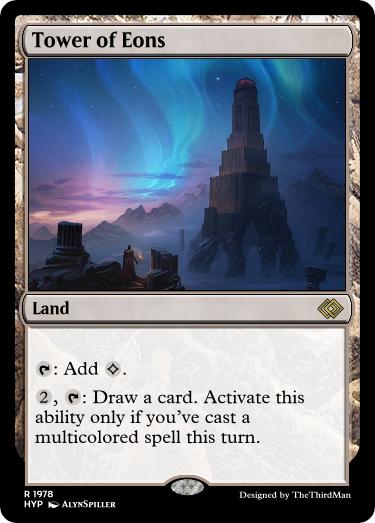 Tower of Eons
Land
: Add .
2, : Draw a card. Activate this
ability only if you've cast a
multicolored spell this turn.
R 1978
HYP AlynSpiller
Designed by TheThirdMan